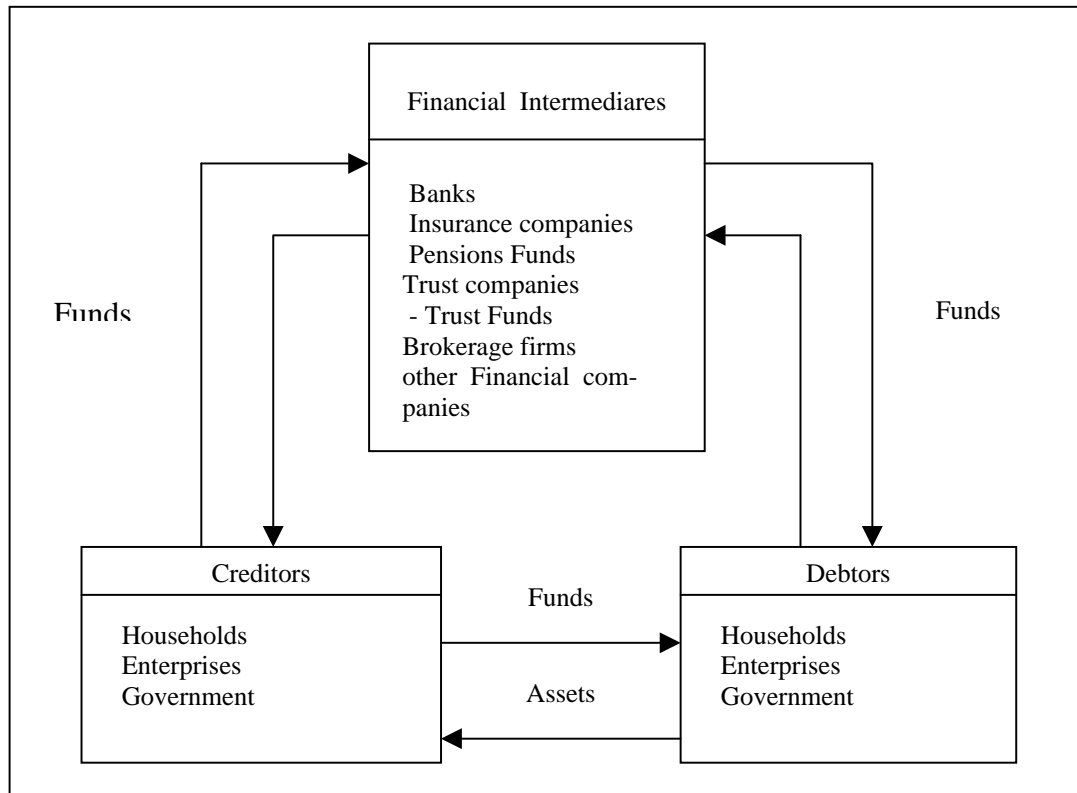 Financial Intermediares
Banks
Insurance companies
Pensions Funds
Trust companies
- Trust Funds
Brokerage firms
other Financial com-
panies
Funds
Funds
Creditors
Households
Enterprises
Government
Funds
Assets
Debtors
Households
Enterprises
Government